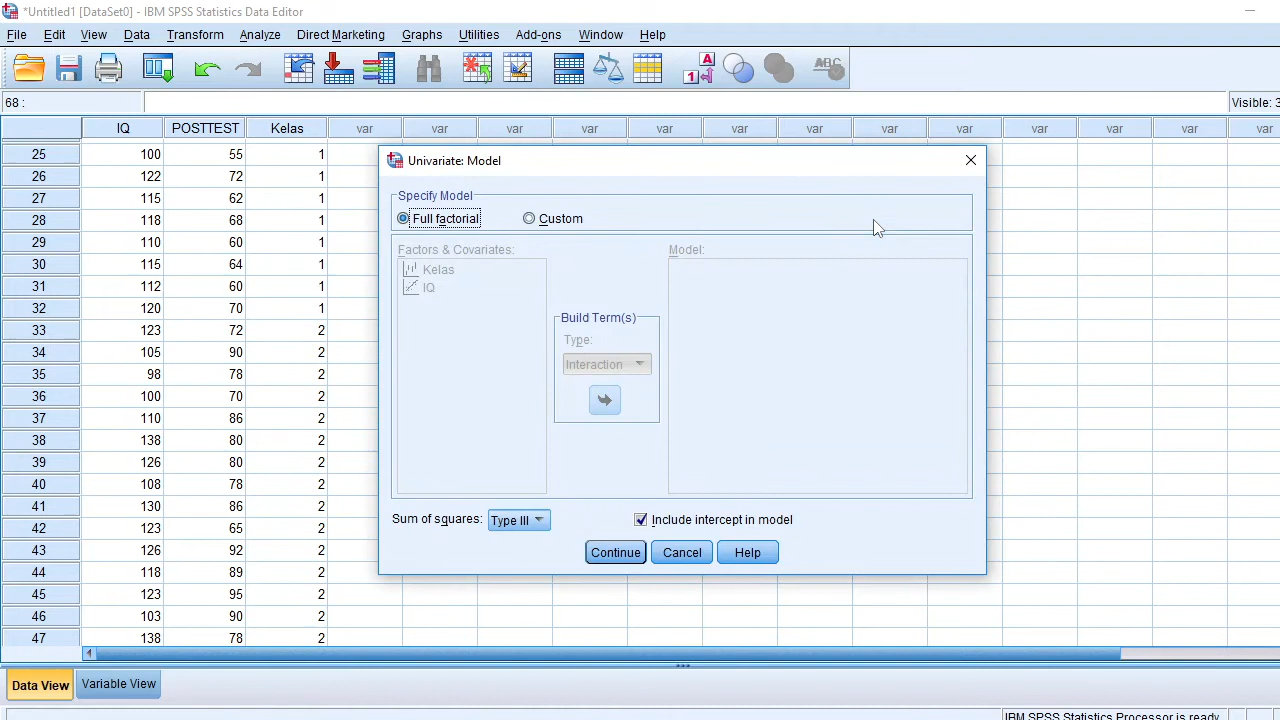 *Untitled1 [DataSet0] - IBM SPSS Statistics Data Editor
File Edit View Data Transform Analyze Direct Marketing Graphs Utilities Add-ons Window Help
1 A ABC
68 : Visible: 3
IQ POSTTEST Kelas var var var var var var var var var var var var var
25 100 55 1
26 122 72 1
27 115 62 1
28 118 68 1
29 110 60 1
30 115 64 1
31 112 60 1
32 120 70 1
33 123 72 2
34 105 90 2
35 98 78 2
36 100 70 2
37 110 86 2
38 138 80 2
39 126 80 2
40 108 78 2
41 130 86 2
42 123 65 2
43 126 92 2
44 118 89 2
45 123 95 2
46 103 90 2
47 138 78 2
Univariate: Model
Specify Model
Full factorial Custom
Factors & Covariates: Model:
Kelas
IQ
Build Term(s)
Type:
Interaction
Sum of squares: Type III Include intercept in model
Continue Cancel Help
Data View Variable View
IBM SPSS Statistics Processor is ready